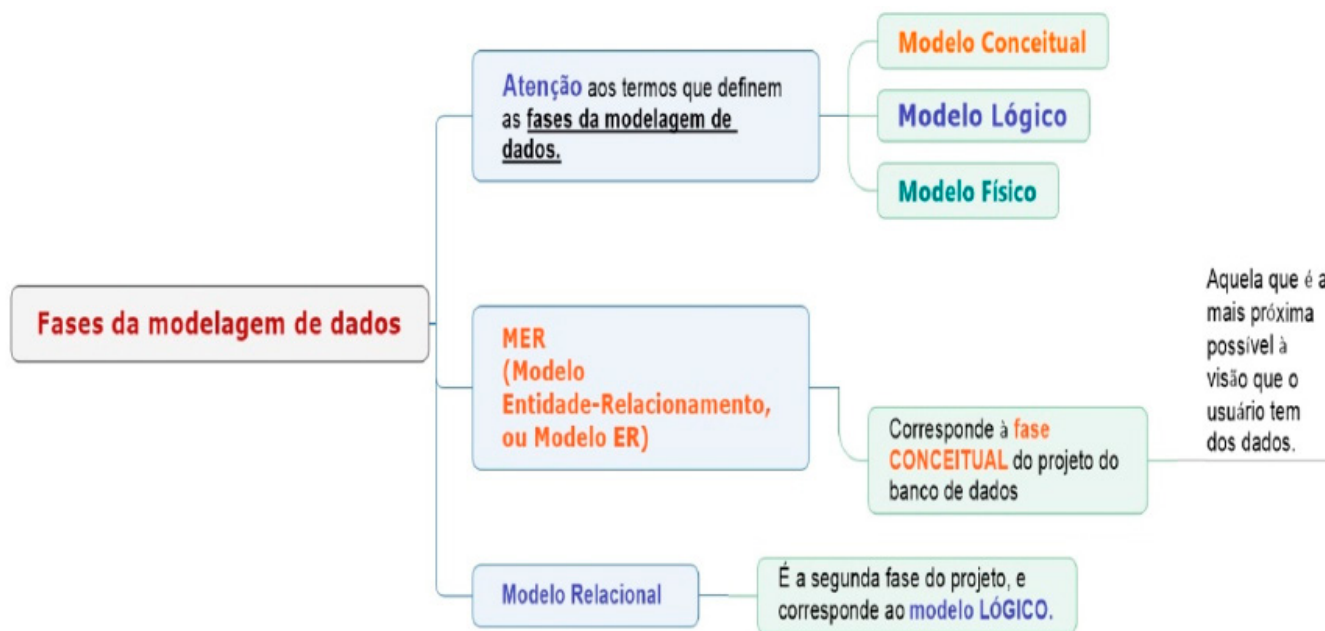 Fases da modelagem de dados
Atenção aos termos que definem
as fases da modelagem de
dados.
Modelo Conceitual
Modelo Lógico
Modelo Físico
MER
(Modelo
Entidade-Relacionamento,
ou Modelo ER)
Corresponde à fase
CONCEITUAL do projeto do
banco de dados
Aquela que é a
mais próxima
possível à
visão que o
usuário tem
dos dados.
Modelo Relacional
É a segunda fase do projeto, e
corresponde ao modelo LÓGICO.